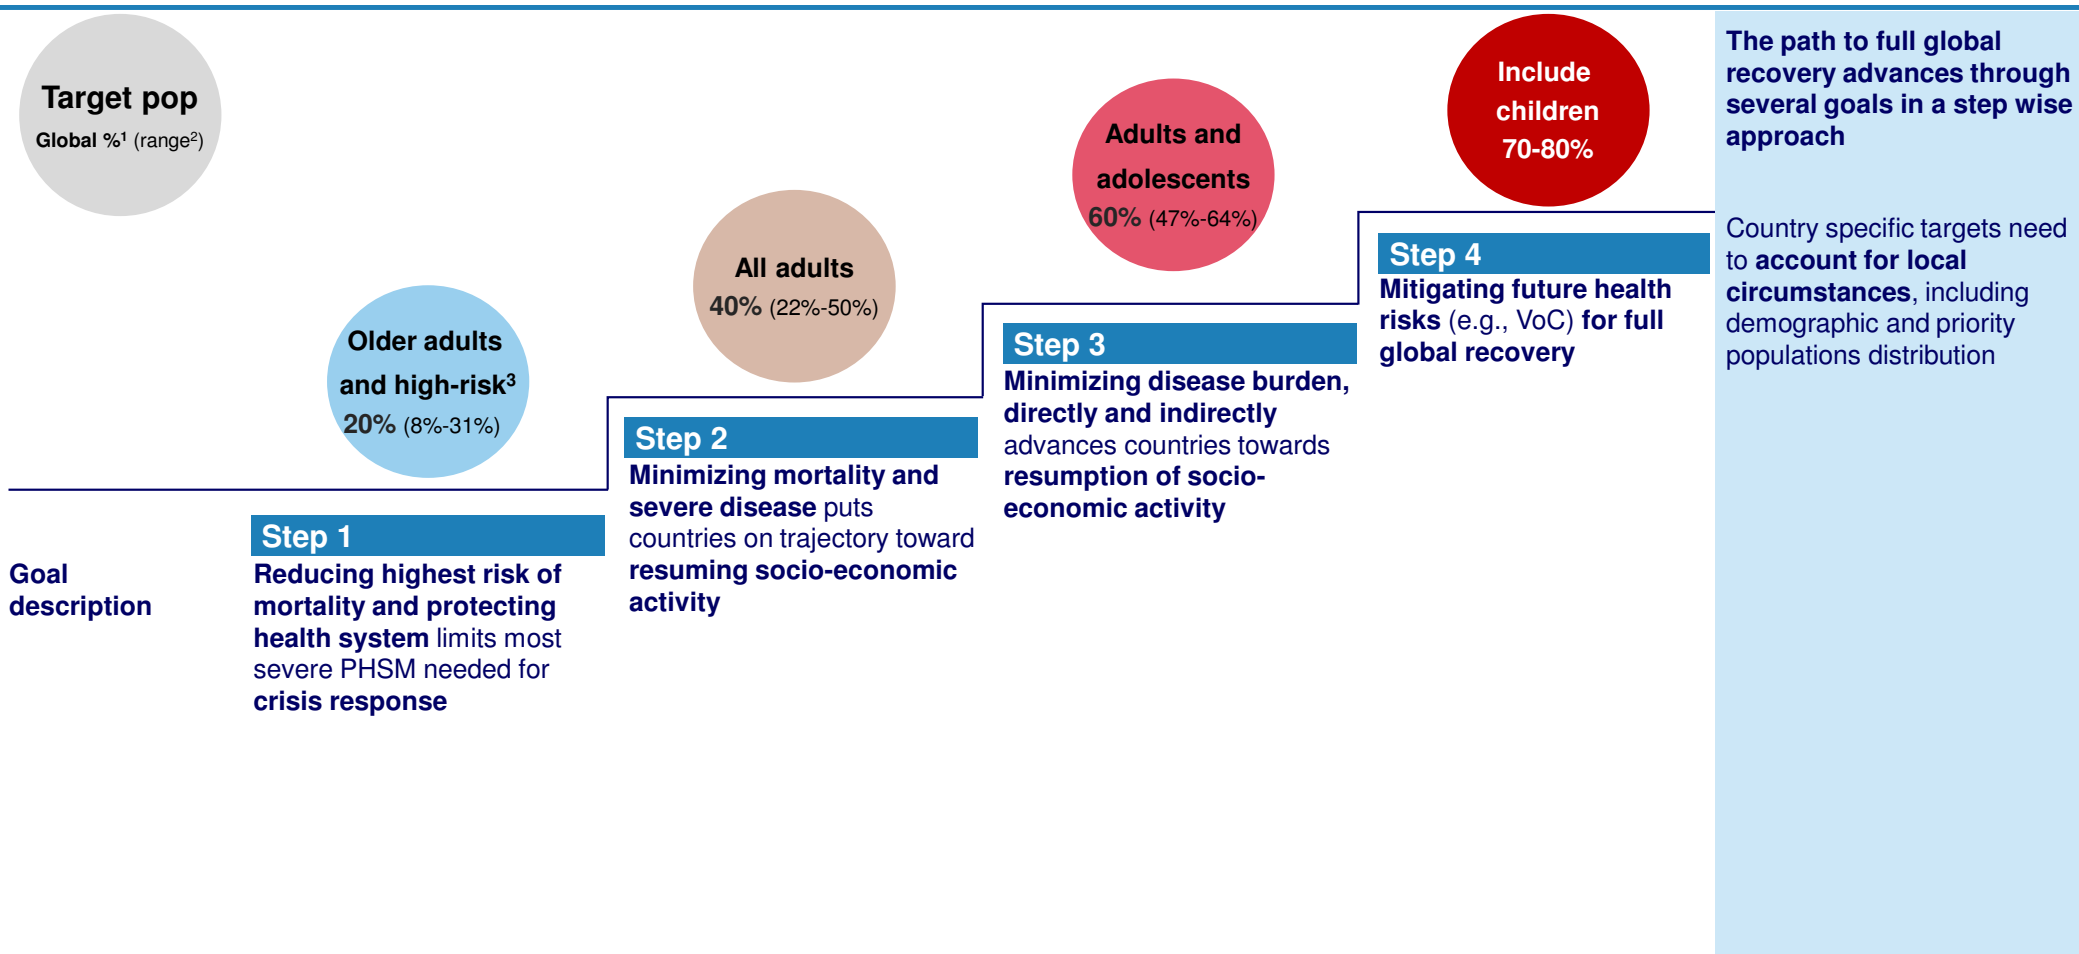 Target pop
Global %¹ (range²)
Older adults
and high-risk³
20% (8%-31%)
All adults
40% (22%-50%)
Adults and
adolescents
60% (47%-64%)
Include
children
70-80%
Goal
description
Step 1
Reducing highest risk of
mortality and protecting
health system limits most
severe PHSM needed for
crisis response
Step 2
Minimizing mortality and
severe disease puts
countries on trajectory toward
resuming socio-economic
activity
Step 3
Minimizing disease burden,
directly and indirectly
advances countries towards
resumption of socio-
economic activity
Step 4
Mitigating future health
risks (e.g., VoC) for full
global recovery
The path to full global
recovery advances through
several goals in a step wise
approach
Country specific targets need
to account for local
circumstances, including
demographic and priority
populations distribution